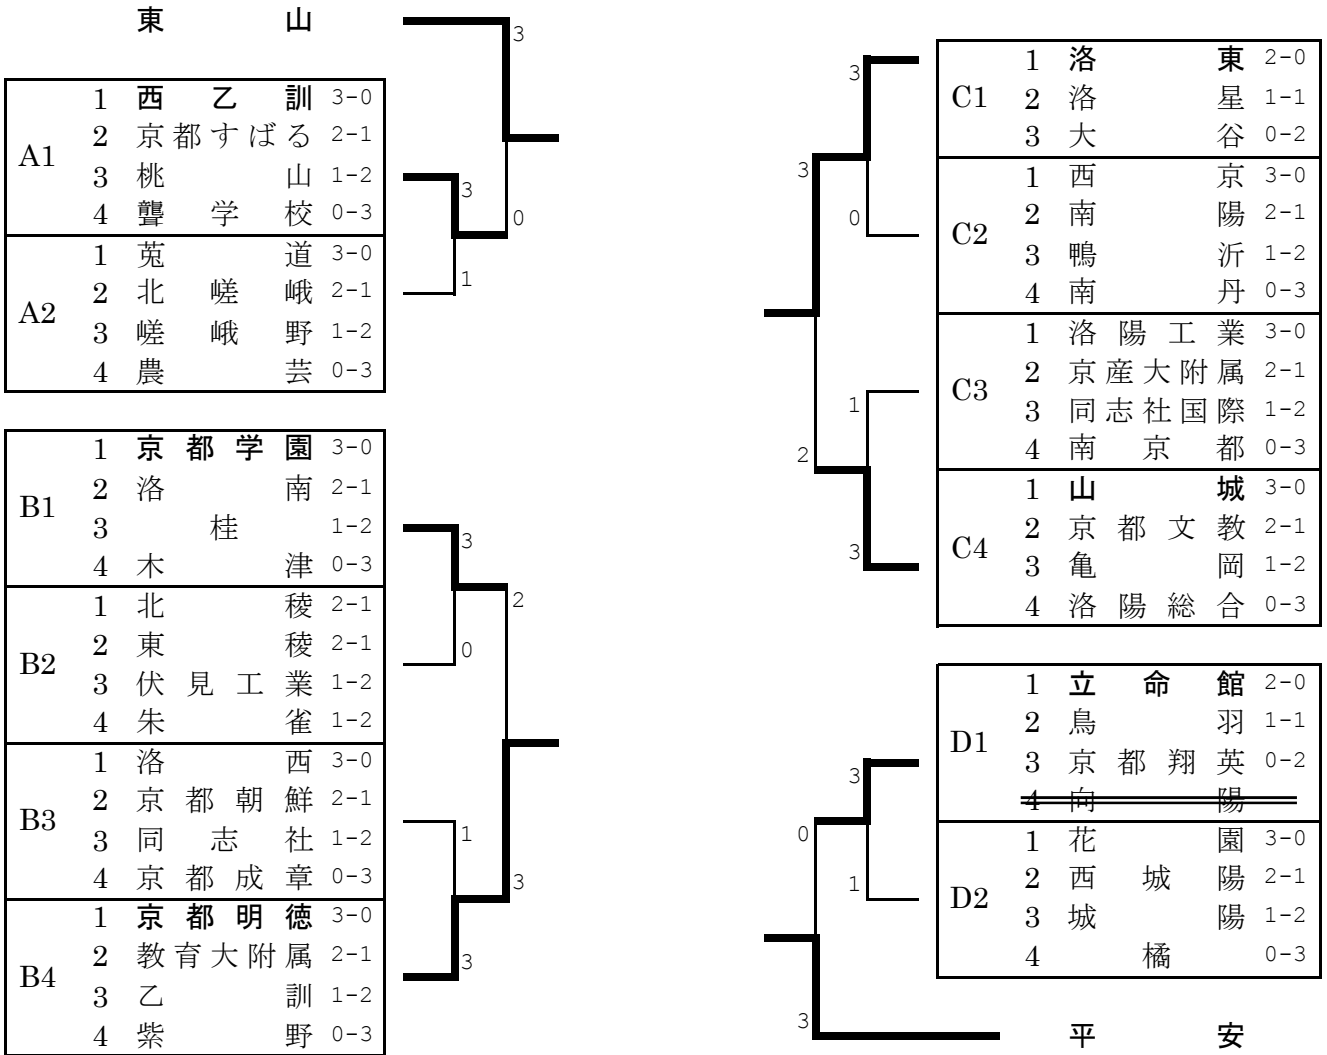 東山
3
A1
1 西乙訓 3-0
2 京都すばる 2-1
3 桃山 1-2
4 聾学校 0-3
3
0
A2
1 莵道 3-0
2 北嵯峨 2-1
3 嵯峨野 1-2
4 農芸 0-3
1
B1
1 京都学園 3-0
2 洛南 2-1
3 桂 1-2
4 木津 0-3
3
2
B2
1 北稜 2-1
2 東稜 2-1
3 伏見工業 1-2
4 朱雀 1-2
0
B3
1 洛西 3-0
2 京都朝鮮 2-1
3 同志社 1-2
4 京都成章 0-3
1
3
B4
1 京都明徳 3-0
2 教育大附属 2-1
3 乙訓 1-2
4 紫野 0-3
3
3
C1
1 洛東 2-0
2 洛星 1-1
3 大谷 0-2
3
0
C2
1 西京 3-0
2 南陽 2-1
3 鴨沂 1-2
4 南丹 0-3
1
C3
1 洛陽工業 3-0
2 京産大附属 2-1
3 同志社国際 1-2
4 南京都 0-3
2
3
C4
1 山城 3-0
2 京都文教 2-1
3 亀岡 1-2
4 洛陽総合 0-3
3
D1
1 立命館 2-0
2 鳥羽 1-1
3 京都翔英 0-2
4 向陽
0
1
D2
1 花園 3-0
2 西城陽 2-1
3 城陽 1-2
4 橘 0-3
3
平安